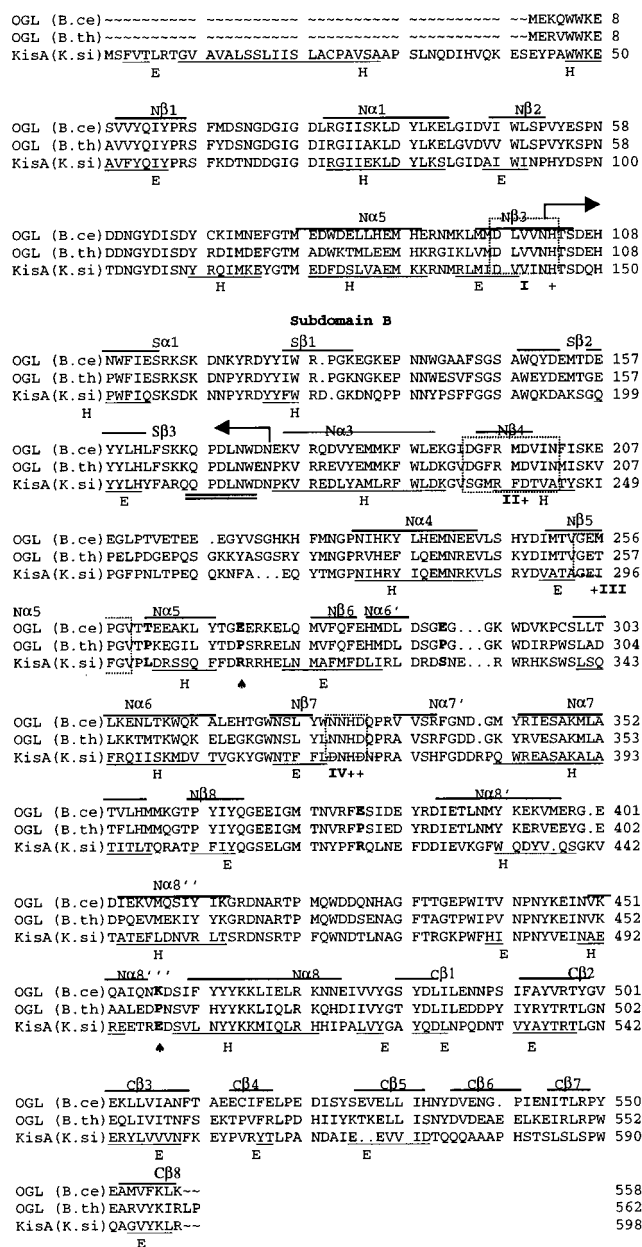 OGL (B.ce) ~~~~~~~~~~ ~~~~~~~~~~ ~~~~~~~~~~ ~~~~~~~~~~ ~~MEKQWWKE 8
OGL (B.th) ~~~~~~~~~~ ~~~~~~~~~~ ~~~~~~~~~~ ~~~~~~~~~~ ~~MERVWWKE 8
KisA(K.si) MSFVTLRTGV AVALSSLIIS LACPAVSAAP SLNQDIHVQK ESEYPAWWKE 50
E H H
Nβ1 Nα1 Nβ2
OGL (B.ce) SVVYQIYPRS FMDSNGDGIG DLRGIISKLD YLKELGIDVI WLSPVYESPN 58
OGL (B.th) AVVYQIYPRS FYDSNGDGIG DIRGIIAKLD YLKELGVDVV WLSPVYKSPN 58
KisA(K.si) AVFYQIYPRS FKDTNDDGIG DIRGIIEKLD YLKSLGIDAI WINPHYDSPN 100
E H E
Nα5 Nβ3
OGL (B.ce) DDNGYDISDY CKIMNEFGTM EDWDELLHEM HERNMKLMMD LVVNHTSDEH 108
OGL (B.th) DDNGYDISDY RDIMDEFGTM ADWKTMLEEM HKRGIKLVMD LVVNHTSDEH 108
KisA(K.si) TDNGYDISNY RQIMKEYGTM EDFDSLVAEM KKRNMRLMID VVINHTSDQH 150
H H E I +
Subdomain B
Sα1 Sβ1 Sβ2
OGL (B.ce) NWFIESRKSK DNKYRDYYIW R.PGKEGKEP NNWGAAFSGS AWQYDEMTDE 157
OGL (B.th) PWFIESRKSK DNPYRDYYIW R.PGKNGKEP NNWESVFSGS AWEYDEMTGE 157
KisA(K.si) PWFIQSKSDK NNPYRDYYFW RD.GKDNQPP NNYPSFFGGS AWQKDAKSGQ 199
H H
Sβ3 Nα3 Nβ4
OGL (B.ce) YYLHLFSKKQ PDLNWDNEKV RQDVYEMMKF WLEKGIDGFR MDVINFISKE 207
OGL (B.th) YYLHLFSKKQ PDLNWENPKV RREVYEMMKF WLDKGVDGFR MDVINMISKV 207
KisA(K.si) YYLHYFARQQ PDLNWDNPKV REDLYAMLRF WLDKGVSGMR FDTVATYSKI 249
E H II+ H
Nα4 Nβ5
OGL (B.ce) EGLPTVETEE .EGYVSGHKH FMNGPNIHKY LHEMNEEVLS HYDIMTVGEM 256
OGL (B.th) PELPDGEPQS GKKYASGSRY YMNGPRVHEF LQEMNREVLS KYDIMTVGET 257
KisA(K.si) PGFPNLTPEQ QKNFA...EQ YTMGPNIHRY IQEMNRKVLS RYDVATAGEI 296
H E +III
Nα5 Nα5 Nβ6 Nα6'
OGL (B.ce) PGVTTEEAKL YTGEERKELQ MVFQFEHMDL DSGEG...GK WDVKPCSLLT 303
OGL (B.th) PGVTPKEGIL YTDPSRRELN MVFQFEHMDL DSGPG...GK WDIRPWSLAD 304
KisA(K.si) FGVPLDRSSQ FFDRRRHELN MAFMFDLIRL DRDSNE..R WRHKSWSLSQ 343
H ♠ E
Nα6 Nβ7 Nα7' Nα7
OGL (B.ce) LKENLTKWQK ALEHTGWNSL YWNNHDQPRV VSRFGND.GM YRIESAKMLA 352
OGL (B.th) LKKTMTKWQK ELEGKGWNSL YLNNHDQPRA VSRFGDD.GK YRVESAKMLA 353
KisA(K.si) FRQIISKMDV TVGKYGWNTF FLDNHDNPRA VSHFGDDRPQ WREASAKALA 393
H E IV++ H
Nβ8 Nα8'
OGL (B.ce) TVLHMMKGTP YIYQGEEIGM TNVRFESIDE YRDIETLNMY KEKVMERG.E 401
OGL (B.th) TFLHMMQGTP YIYQGEEIGM TNVRFPSIED YRDIETLNMY KERVEEYG.E 402
KisA(K.si) TITLTQRATP FIYQGSELGM TNYPFRQLNE FDDIEVKGFW QDYV.QSGKV 442
E H
Nα8''
OGL (B.ce) DIEKVMQSIY IKGRDNARTP MQWDDQNHAG FTTGEPWITV NPNYKEINVK 451
OGL (B.th) DPQEVMEKIY YKGRDNARTP MQWDDSENAG FTAGTPWIPV NPNYKEINVK 452
KisA(K.si) TATEFLDNVR LTSRDNSRTP FQWNDTLNAG FTRGKPWFHI NPNYVEINAE 492
H E H
Nα8''' Nα8 Cβ1 Cβ2
OGL (B.ce) QAIQNKDSIF YYYKKLIELR KNNEIVVYGS YDLILENNPS IFAYVRTYGV 501
OGL (B.th) AALEDPNSVF HYYKKLIQLR KQHDIIVYGT YDLILEDDPY IYRYTRTLGN 502
KisA(K.si) REETREDSVL NYYKKMIQLR HHIPALVYGA YQDLNPQDNT VYAYTRTLGN 542
♠ H E E E
Cβ3 Cβ4 Cβ5 Cβ6 Cβ7
OGL (B.ce) EKLLVIANFT AEECIFELPE DISYSEVELL IHNYDVENG. PIENITLRPY 550
OGL (B.th) EQLIVITNFS EKTPVFRLPD HIIYKTKELL ISNYDVDEAE ELKEIRLRPW 552
KisA(K.si) ERYLVVVNFK EYPVRYTLPA NDAIE..EVV IDTQQQAAAP HSTSLSLSPW 590
E E E
Cβ8
OGL (B.ce) EAMVFKLK~~ 558
OGL (B.th) EARVYKIRLP 562
KisA(K.si) QAGVYKLR~~ 598
E